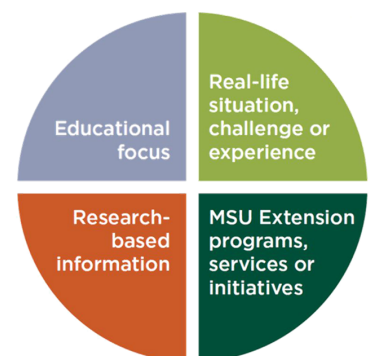 Educational
focus
Real-life
situation,
challenge or
experience
Research-
based
information
MSU Extension
programs,
services or
initiatives